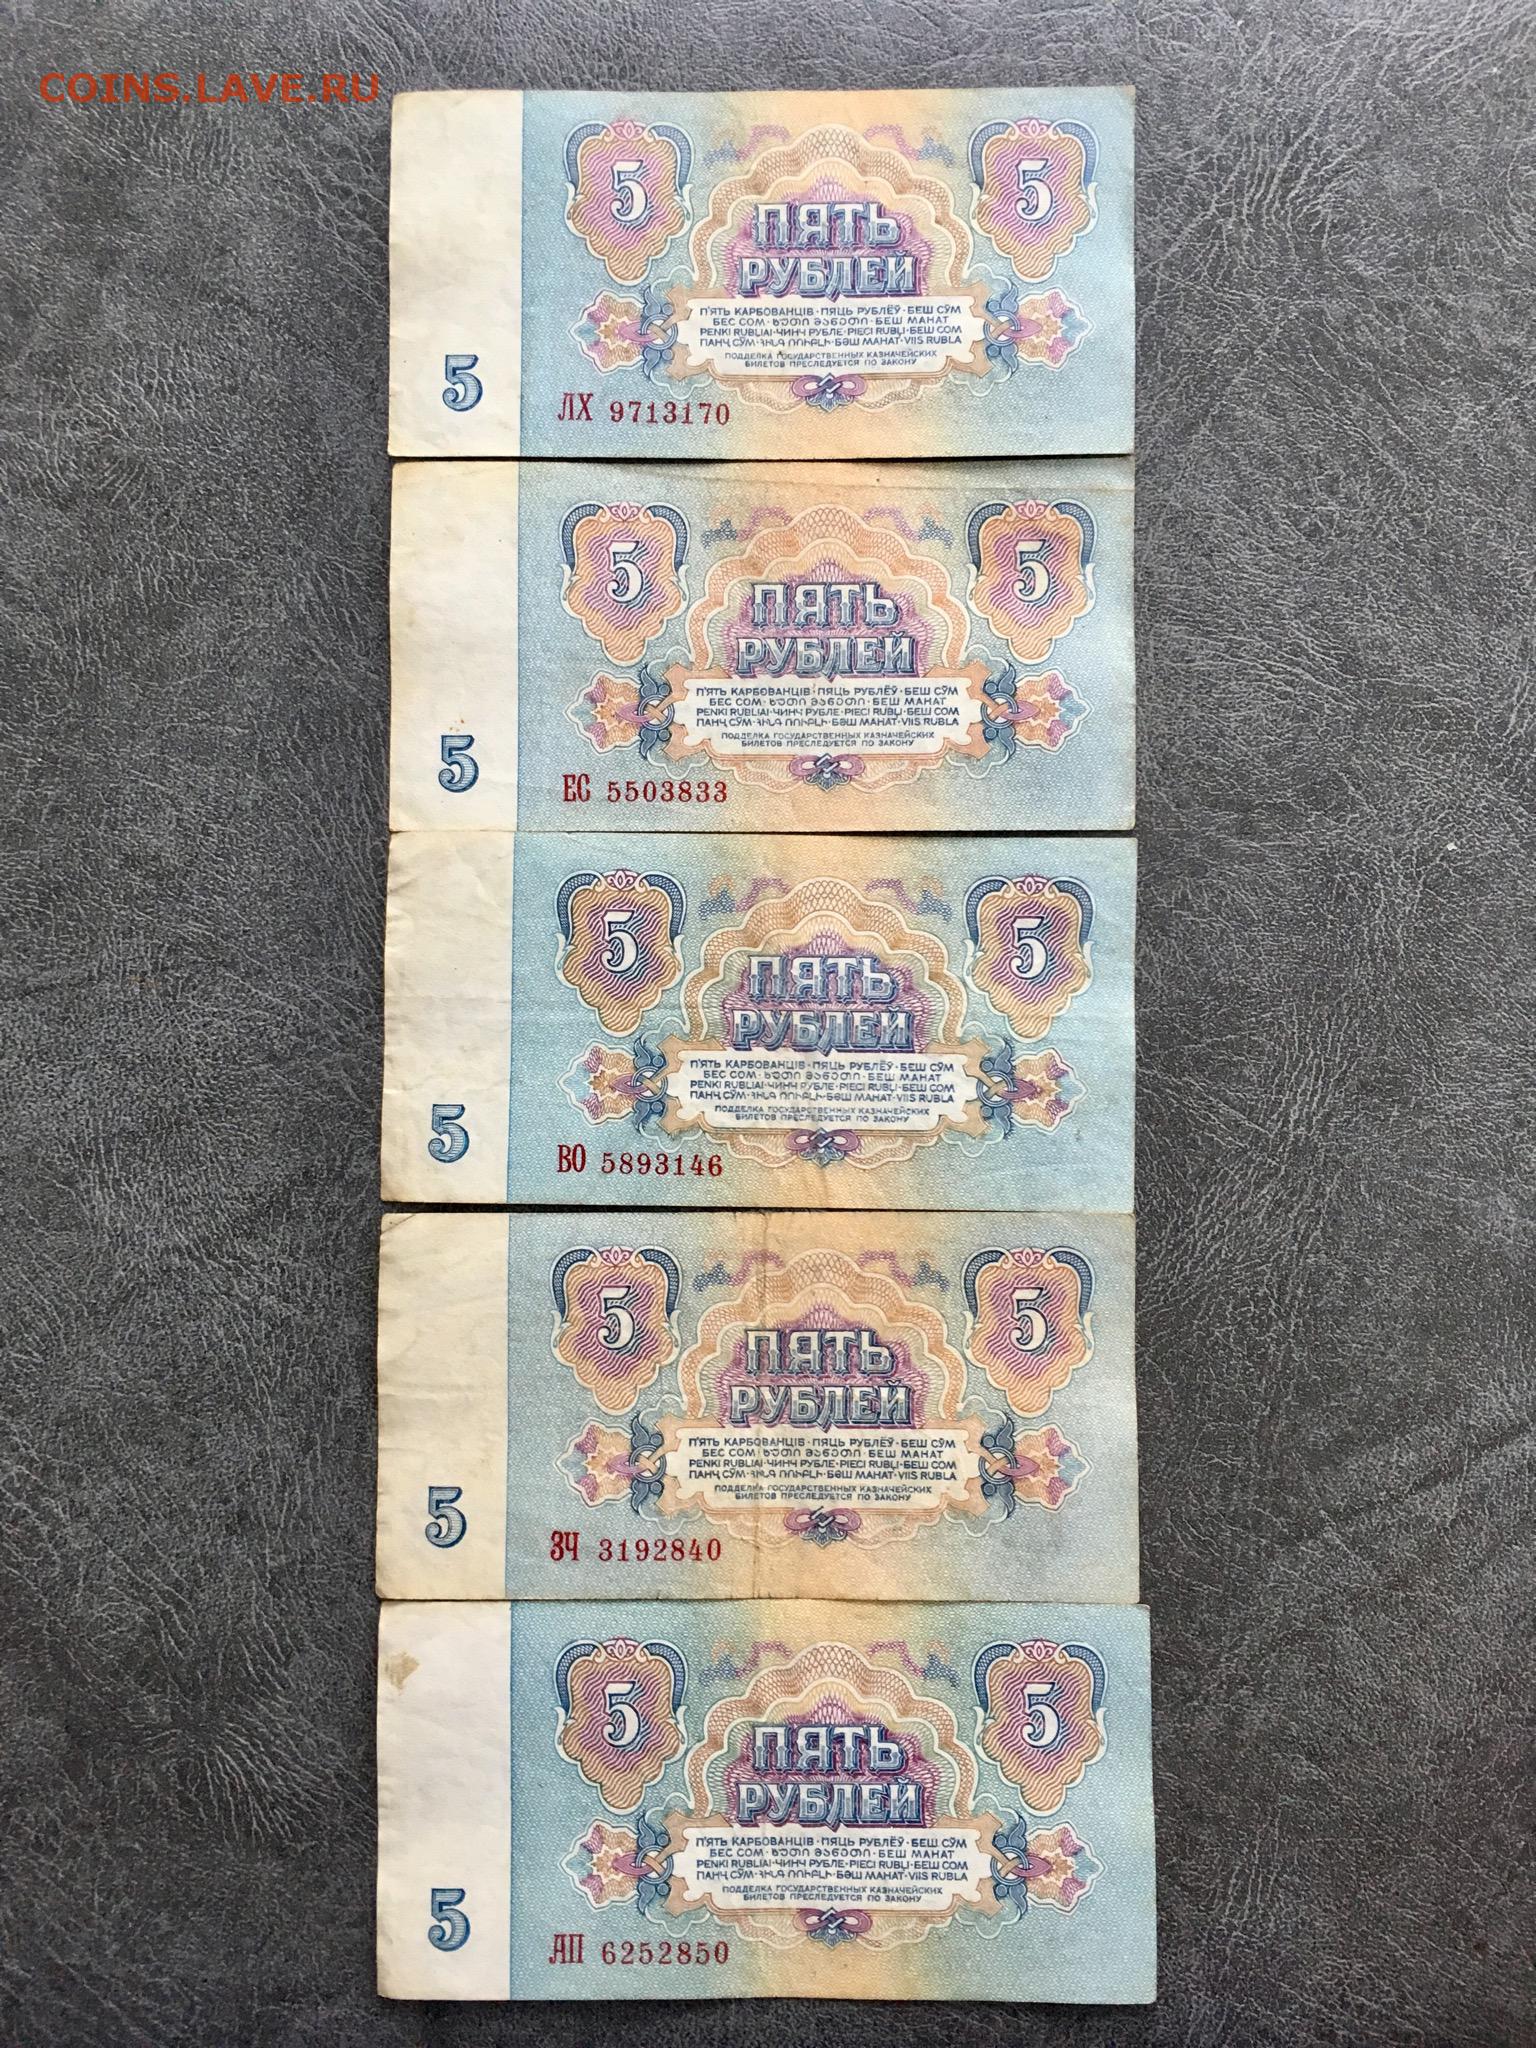 COINS.LAVE.RU
5 5
ПЯТЬ
РУБЛЕЙ
П'ЯТЬ КАРБОВАНЦІВ · ПЯЦЬ РУБЛЁЎ · БЕШ СЎМ
БЕС СОМ · ხუთი მანეთი · БЕШ МАНАТ
PENKI RUBLIAI · ЧИНЧ РУБЛЕ · PIECI RUBĻI · БЕШ СОМ
ПАНҶ СЎМ · ՀԻՆԳ ՌՈՒԲԼԻ · БӘШ МАНАТ · VIIS RUBLA
ПОДДЕЛКА ГОСУДАРСТВЕННЫХ КАЗНАЧЕЙСКИХ
БИЛЕТОВ ПРЕСЛЕДУЕТСЯ ПО ЗАКОНУ
5
ЛХ 9713170
5 5
ПЯТЬ
РУБЛЕЙ
П'ЯТЬ КАРБОВАНЦІВ · ПЯЦЬ РУБЛЁЎ · БЕШ СЎМ
БЕС СОМ · ხუთი მანეთი · БЕШ МАНАТ
PENKI RUBLIAI · ЧИНЧ РУБЛЕ · PIECI RUBĻI · БЕШ СОМ
ПАНҶ СЎМ · ՀԻՆԳ ՌՈՒԲԼԻ · БӘШ МАНАТ · VIIS RUBLA
ПОДДЕЛКА ГОСУДАРСТВЕННЫХ КАЗНАЧЕЙСКИХ
БИЛЕТОВ ПРЕСЛЕДУЕТСЯ ПО ЗАКОНУ
5
ЕС 5503833
5 5
ПЯТЬ
РУБЛЕЙ
П'ЯТЬ КАРБОВАНЦІВ · ПЯЦЬ РУБЛЁЎ · БЕШ СЎМ
БЕС СОМ · ხუთი მანეთი · БЕШ МАНАТ
PENKI RUBLIAI · ЧИНЧ РУБЛЕ · PIECI RUBĻI · БЕШ СОМ
ПАНҶ СЎМ · ՀԻՆԳ ՌՈՒԲԼԻ · БӘШ МАНАТ · VIIS RUBLA
ПОДДЕЛКА ГОСУДАРСТВЕННЫХ КАЗНАЧЕЙСКИХ
БИЛЕТОВ ПРЕСЛЕДУЕТСЯ ПО ЗАКОНУ
5
ВО 5893146
5 5
ПЯТЬ
РУБЛЕЙ
П'ЯТЬ КАРБОВАНЦІВ · ПЯЦЬ РУБЛЁЎ · БЕШ СЎМ
БЕС СОМ · ხუთი მანეთი · БЕШ МАНАТ
PENKI RUBLIAI · ЧИНЧ РУБЛЕ · PIECI RUBĻI · БЕШ СОМ
ПАНҶ СЎМ · ՀԻՆԳ ՌՈՒԲԼԻ · БӘШ МАНАТ · VIIS RUBLA
ПОДДЕЛКА ГОСУДАРСТВЕННЫХ КАЗНАЧЕЙСКИХ
БИЛЕТОВ ПРЕСЛЕДУЕТСЯ ПО ЗАКОНУ
5
ЗЧ 3192840
5 5
ПЯТЬ
РУБЛЕЙ
П'ЯТЬ КАРБОВАНЦІВ · ПЯЦЬ РУБЛЁЎ · БЕШ СЎМ
БЕС СОМ · ხუთი მანეთი · БЕШ МАНАТ
PENKI RUBLIAI · ЧИНЧ РУБЛЕ · PIECI RUBĻI · БЕШ СОМ
ПАНҶ СЎМ · ՀԻՆԳ ՌՈՒԲԼԻ · БӘШ МАНАТ · VIIS RUBLA
ПОДДЕЛКА ГОСУДАРСТВЕННЫХ КАЗНАЧЕЙСКИХ
БИЛЕТОВ ПРЕСЛЕДУЕТСЯ ПО ЗАКОНУ
5
АП 6252850